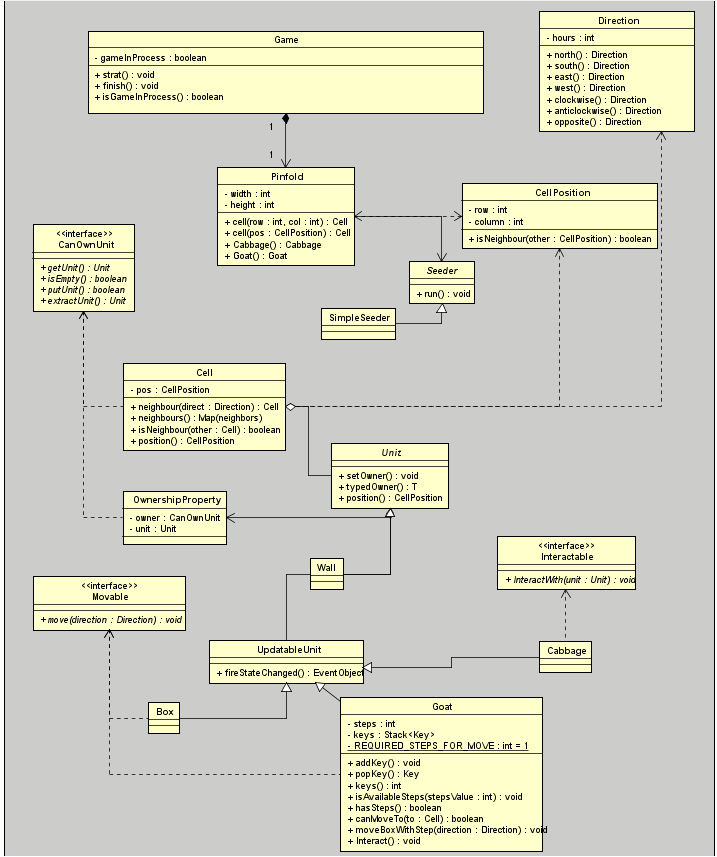 Game
- gameInProcess : boolean
+ strat() : void
+ finish() : void
+ isGameInProcess() : boolean
Direction
- hours : int
+ north() : Direction
+ south() : Direction
+ east() : Direction
+ west() : Direction
+ clockwise() : Direction
+ anticlockwise() : Direction
+ opposite() : Direction
1
1
Pinfold
- width : int
- height : int
+ cell(row : int, col : int) : Cell
+ cell(pos : CellPosition) : Cell
+ Cabbag() : Cabbage
+ Goat() : Goat
CellPosition
- row : int
- column : int
+ isNeighbour(other : CellPosition) : boolean
<<interface>>
CanOwnUnit
+ getUnit() : Unit
+ isEmpty() : boolean
+ putUnit() : boolean
+ extractUnit() : Unit
Seeder
+ run() : void
SimpleSeeder
Cell
- pos : CellPosition
+ neighbour(direct : Direction) : Cell
+ neighbours() : Map(neighbors)
+ isNeighbour(other : Cell) : boolean
+ position() : CellPosition
Unit
+ setOwner() : void
+ typedOwner() : T
+ position() : CellPosition
OwnershipProperty
- owner : CanOwnUnit
- unit : Unit
<<interface>>
Interactable
+ InteractWith(unit : Unit) : void
Wall
<<interface>>
Movable
+ move(direction : Direction) : void
UpdatableUnit
+ fireStateChanged() : EventObject
Cabbage
Box
Goat
- steps : int
- keys : Stack<Key>
- REQUIRED_STEPS_FOR_MOVE : int = 1
+ addKey() : void
+ popKey() : Key
+ keys() : int
+ isAvailableSteps(stepsValue : int) : void
+ hasSteps() : boolean
+ canMoveTo(to : Cell) : boolean
+ moveBoxWithStep(direction : Direction) : void
+ Interact() : void